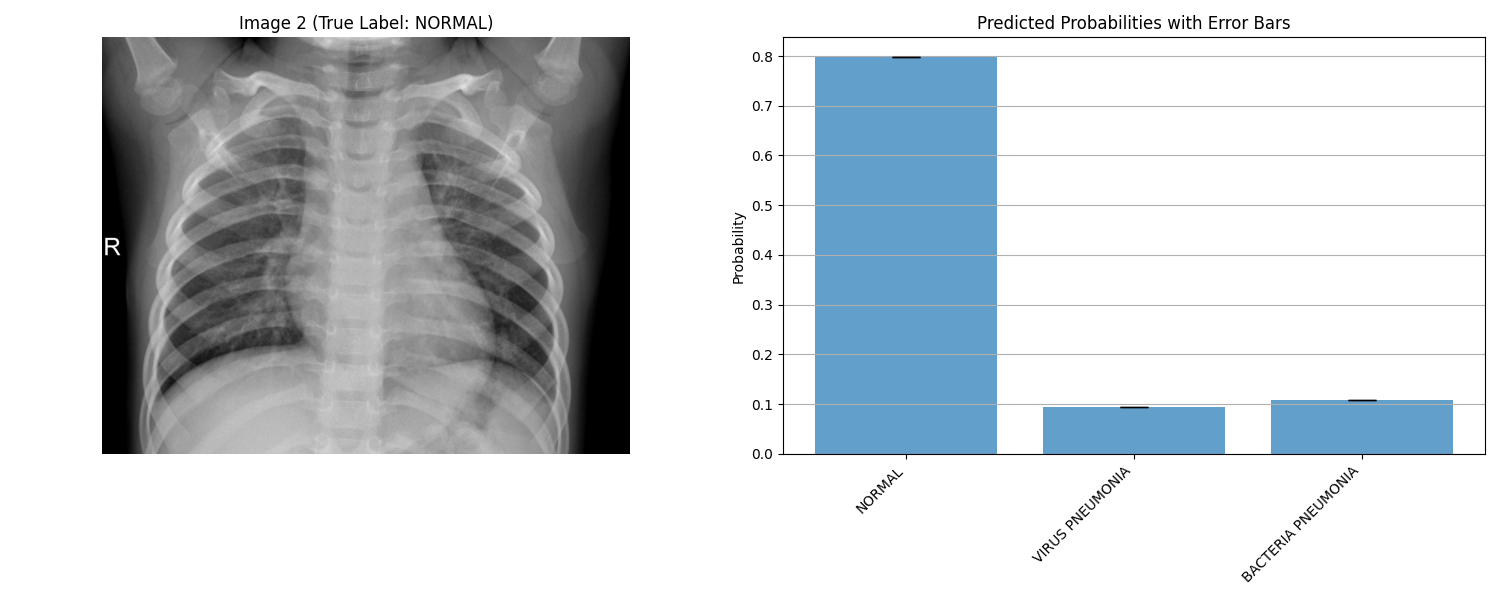 Image 2 (True Label: NORMAL)
R
Predicted Probabilities with Error Bars
Probability
0.8
0.7
0.6
0.5
0.4
0.3
0.2
0.1
0.0
NORMAL
VIRUS PNEUMONIA
BACTERIA PNEUMONIA